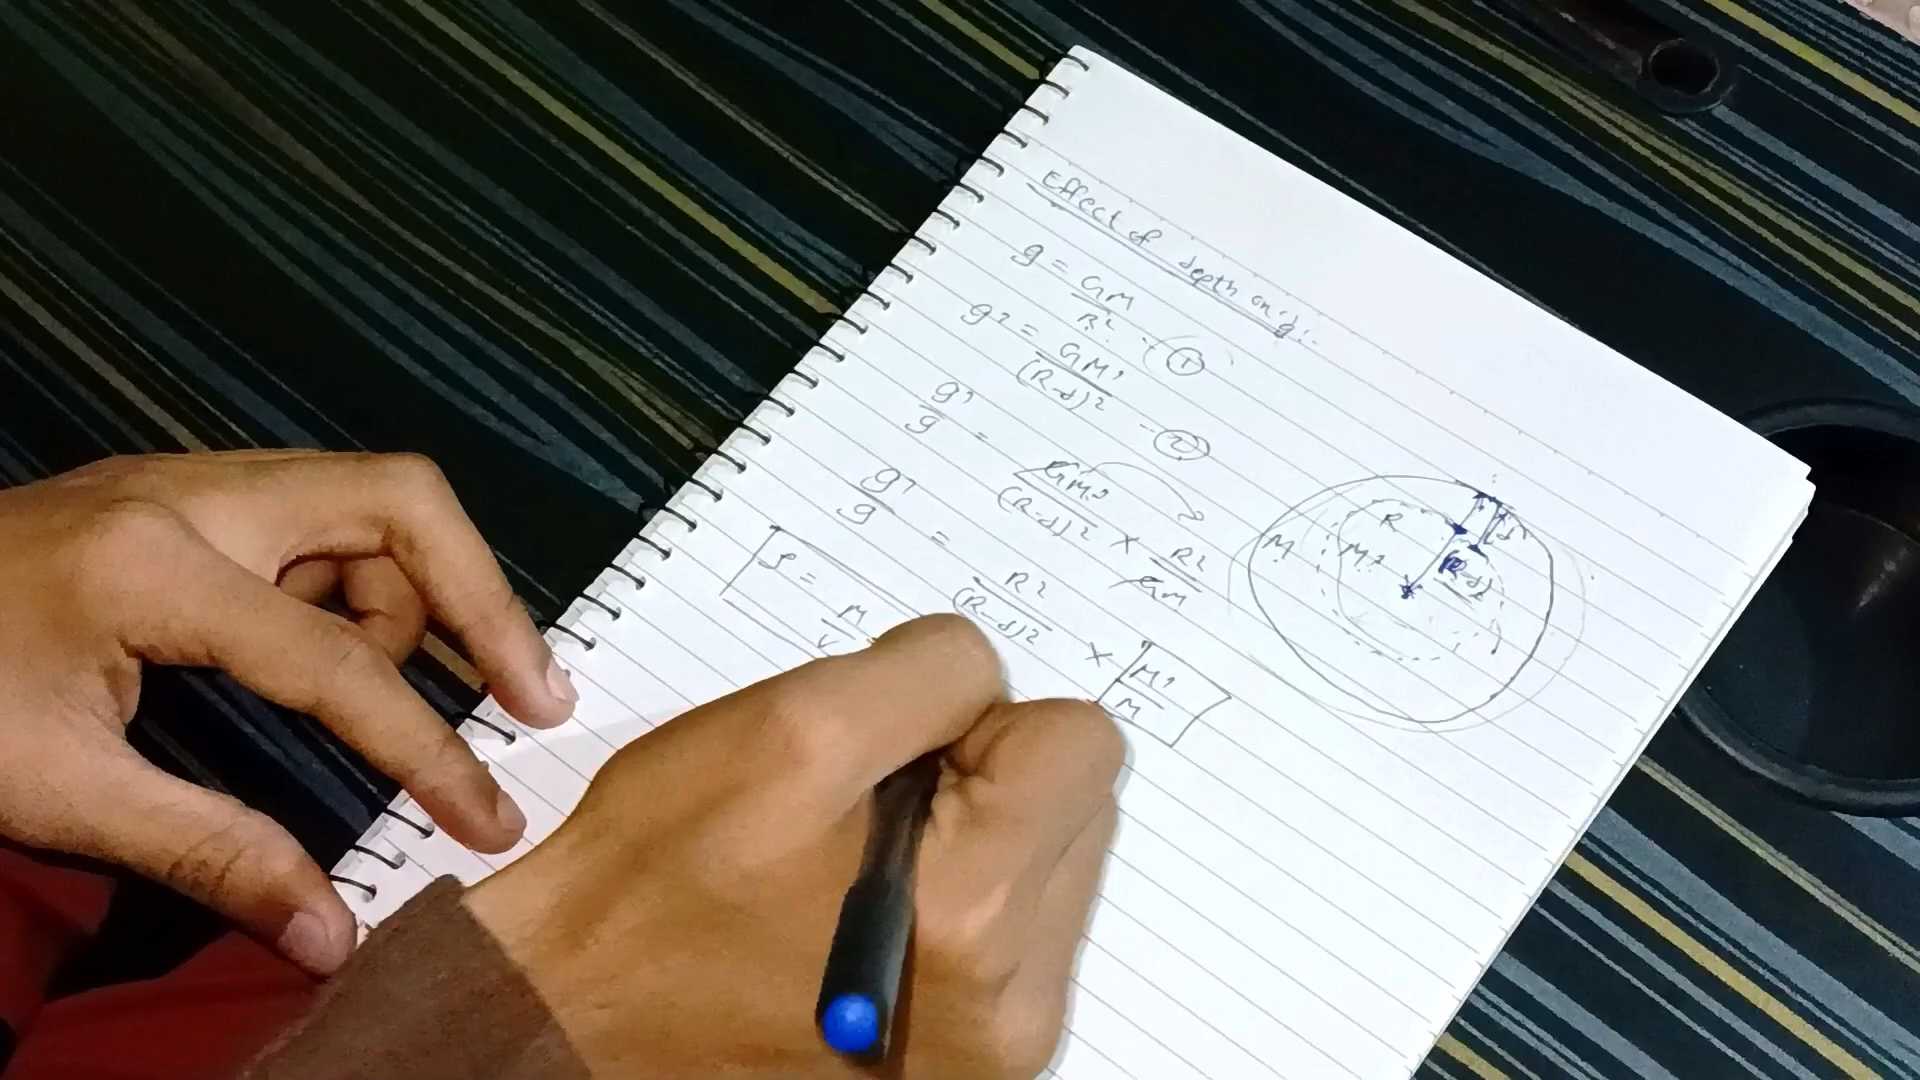 Effect of depth on 'g':
g = GM/R² - (1)
g' = GM'/(R-d)² -- (2)
g'/g = GM'/(R-d)² × R²/GM
g'/g = R²/(R-d)² × M'/M
ρ = M/V
M
M'
R
d
(R-d)